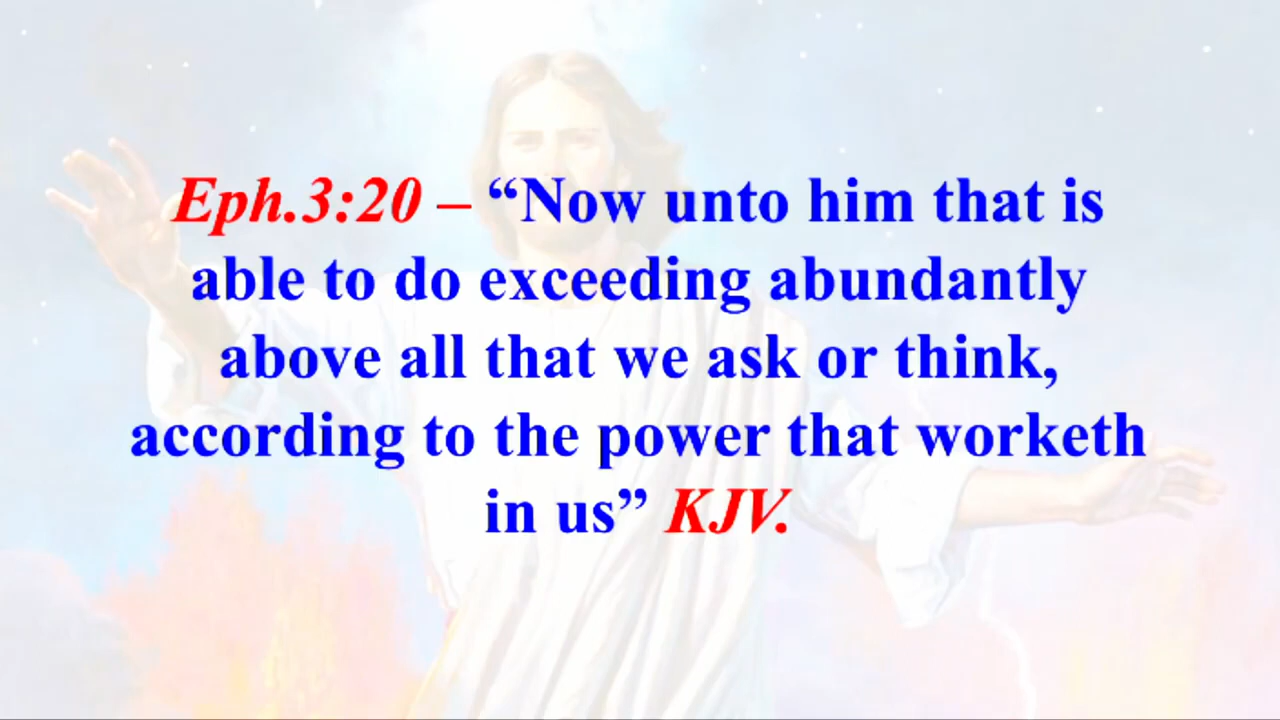 Eph.3:20 – “Now unto him that is
able to do exceeding abundantly
above all that we ask or think,
according to the power that worketh
in us” KJV.